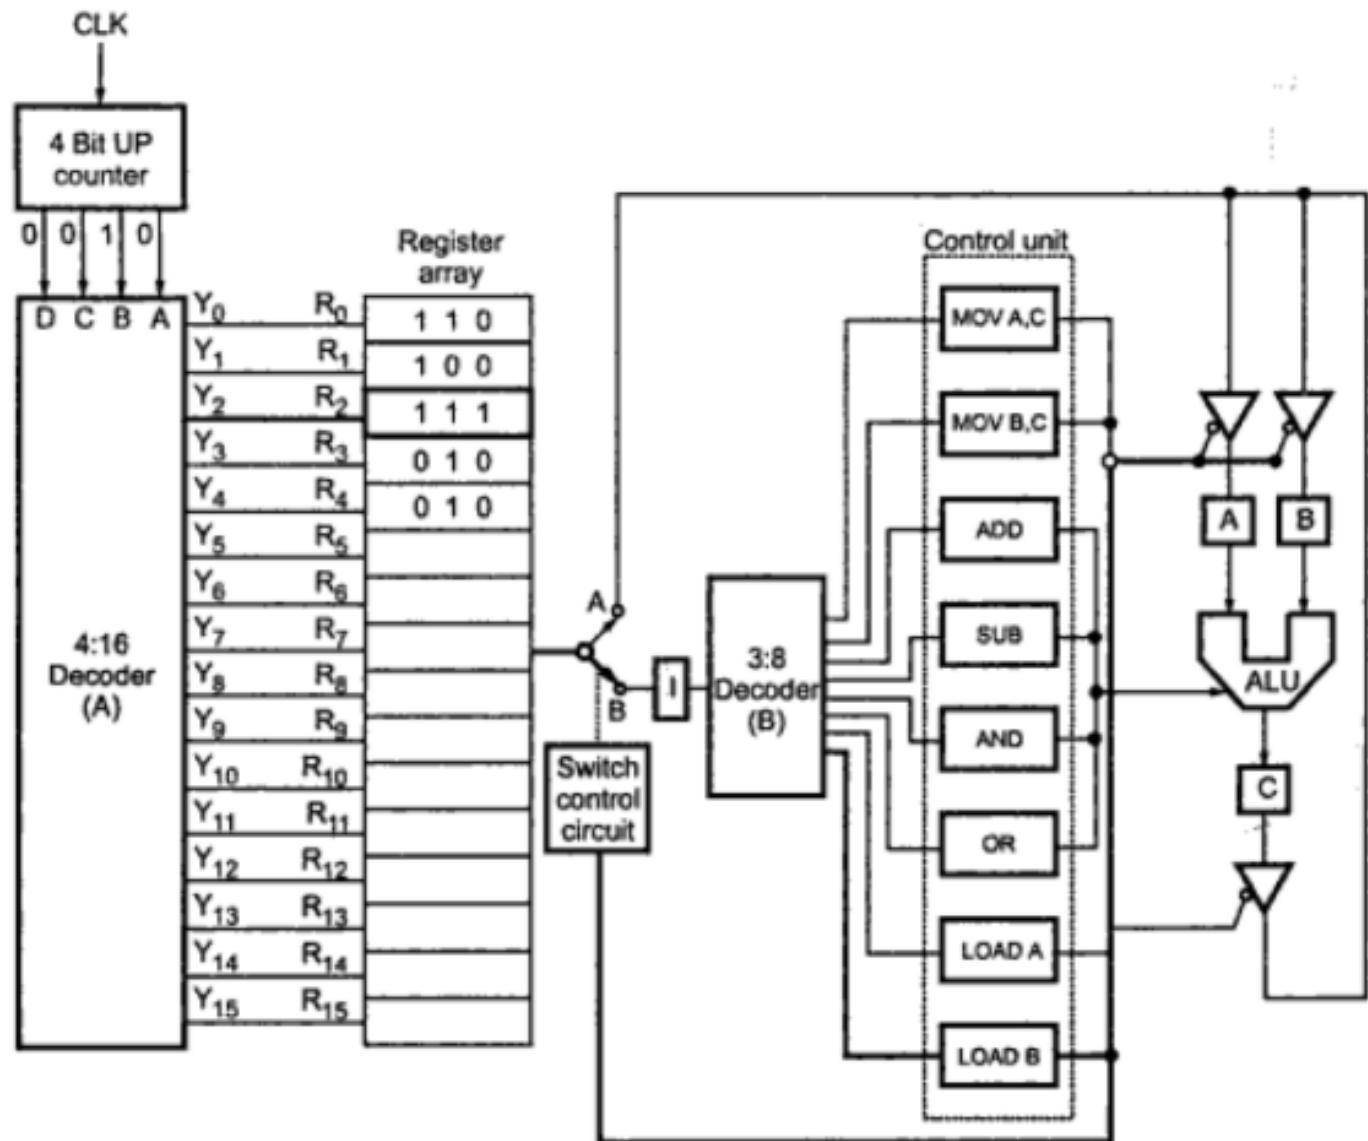 CLK
4 Bit UP
counter
0 0 1 0
D C B A
4:16
Decoder
(A)
Register
array
Y0 R0 1 1 0
Y1 R1 1 0 0
Y2 R2 1 1 1
Y3 R3 0 1 0
Y4 R4 0 1 0
Y5 R5
Y6 R6
Y7 R7
Y8 R8
Y9 R9
Y10 R10
Y11 R11
Y12 R12
Y13 R13
Y14 R14
Y15 R15
A
B
Switch
control
circuit
I
3:8
Decoder
(B)
Control unit
MOV A,C
MOV B,C
ADD
SUB
AND
OR
LOAD A
LOAD B
A B
ALU
C